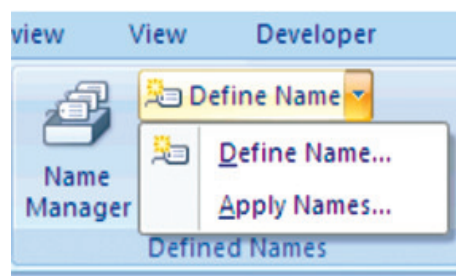 view View Developer
Define Name
Name Manager
Define Name...
Apply Names...
Defined Names